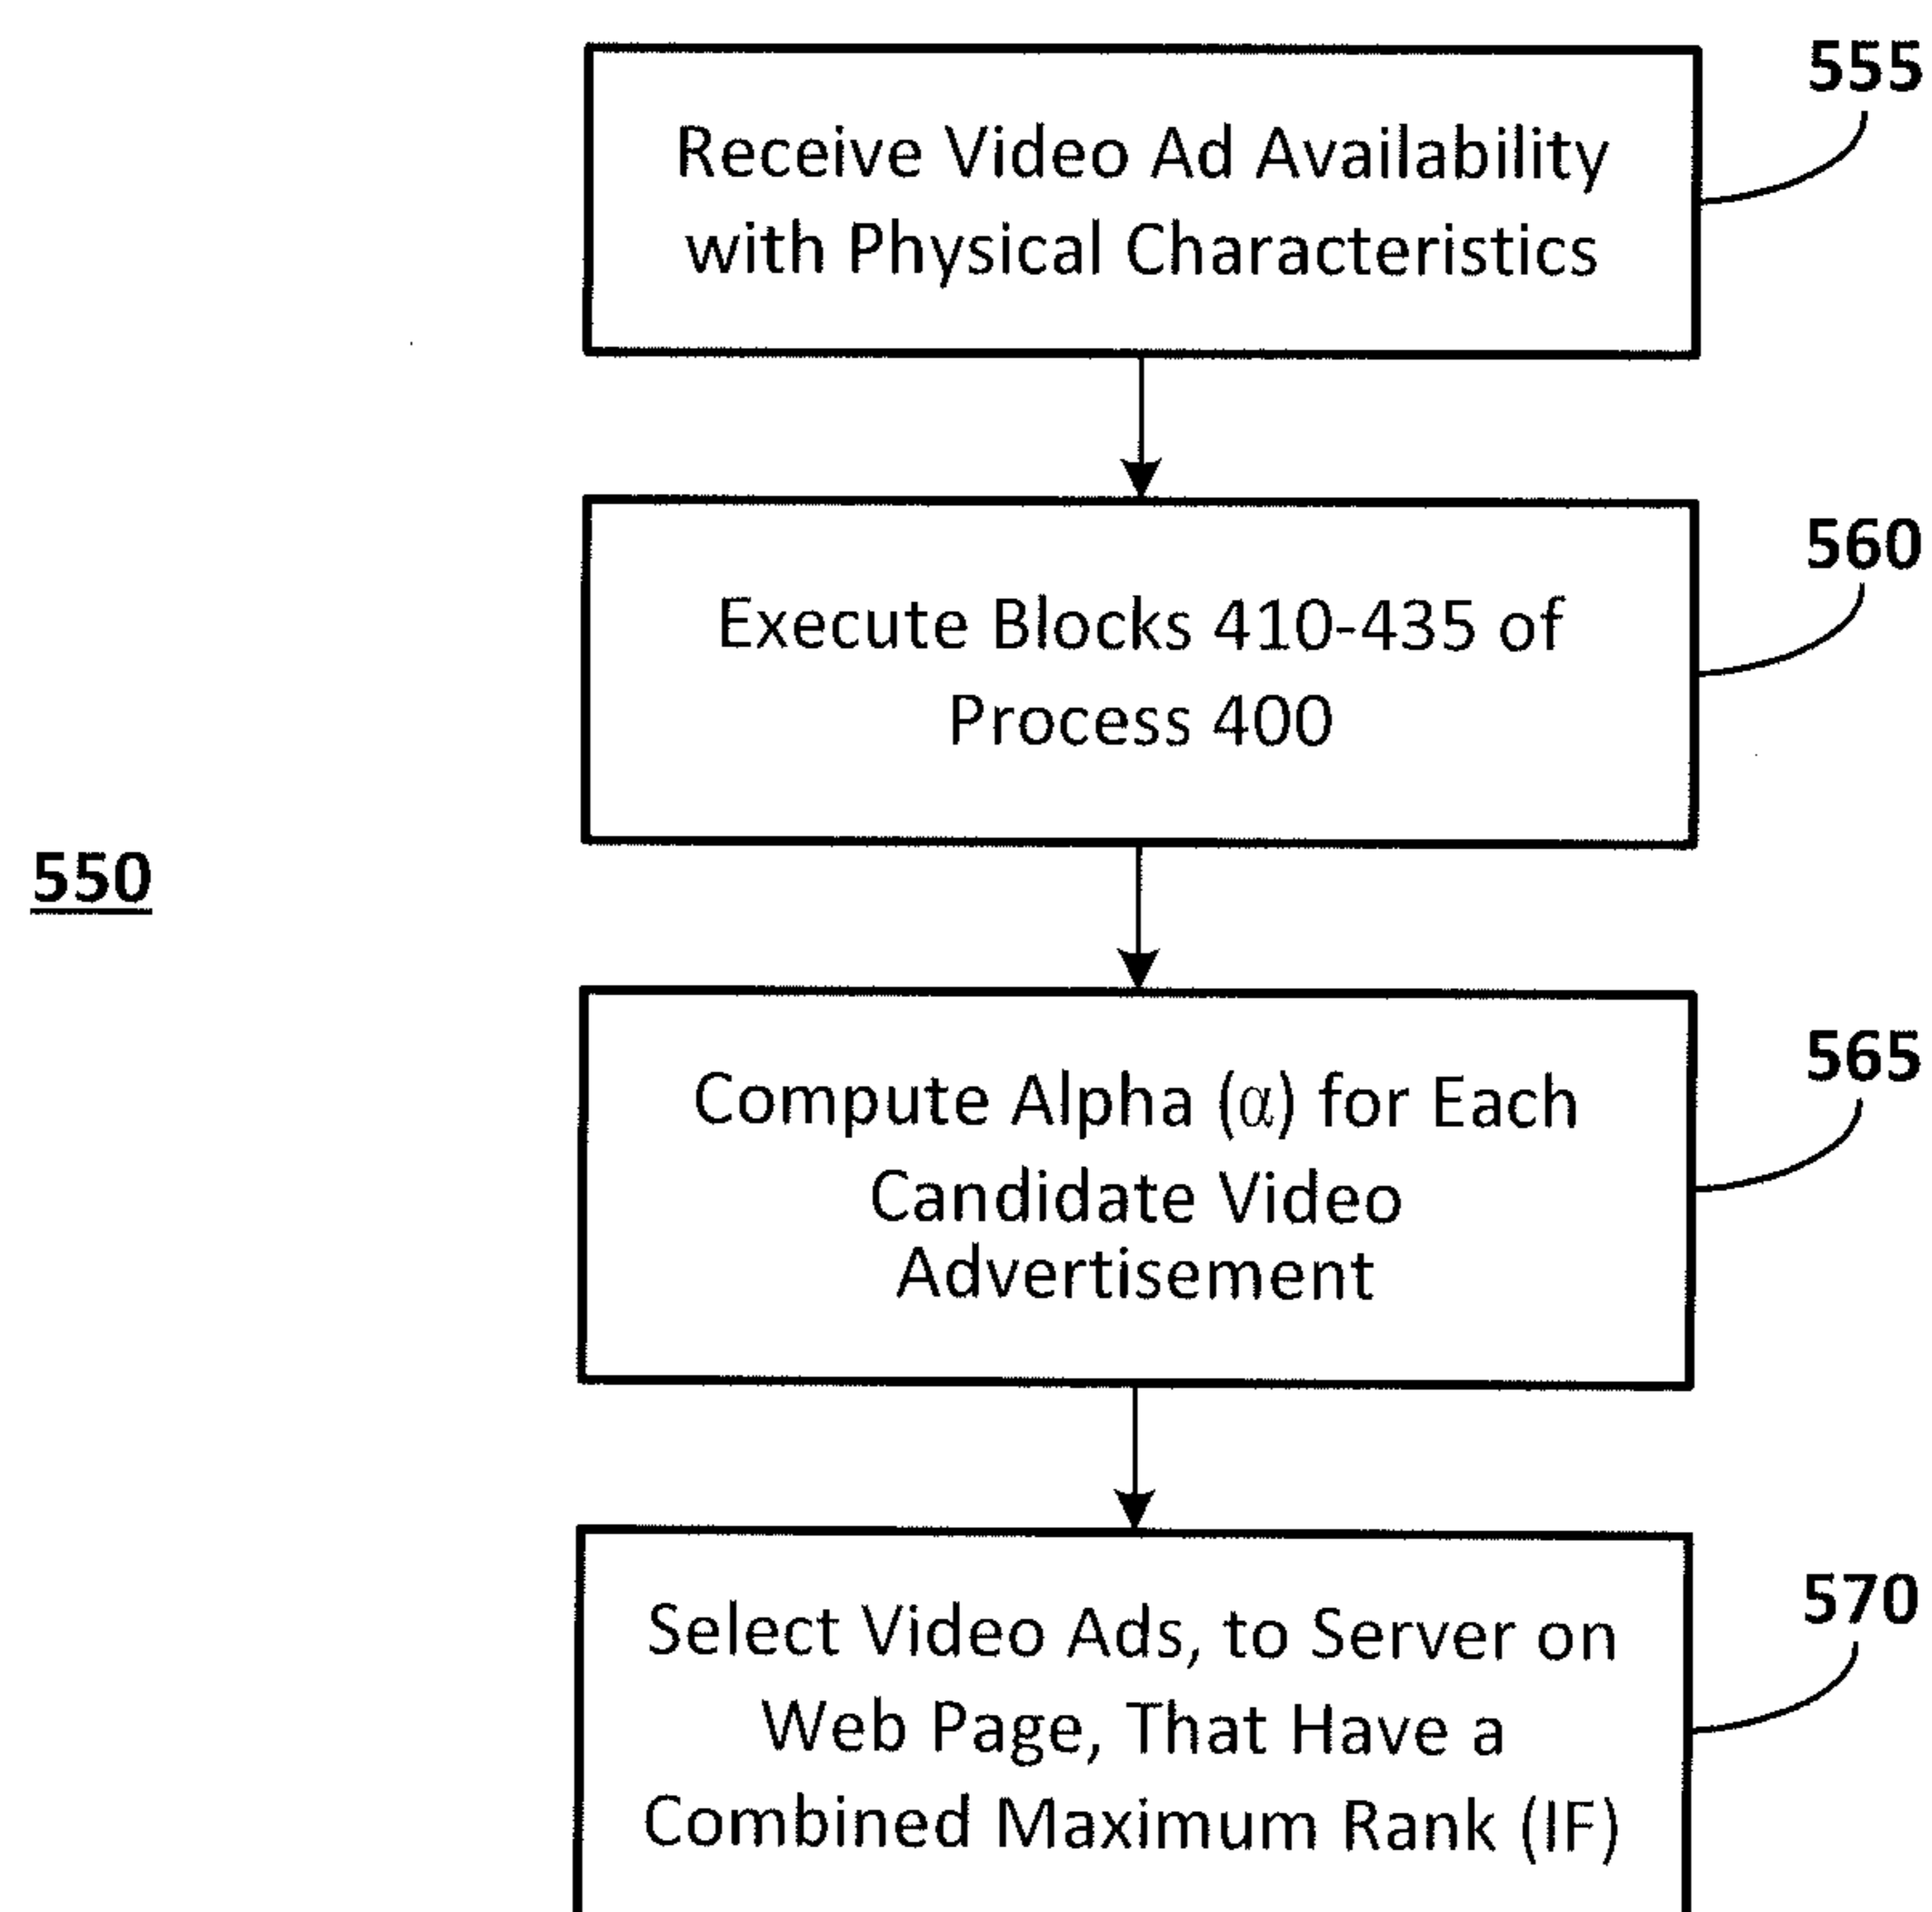 555
Receive Video Ad Availability
with Physical Characteristics
560
Execute Blocks 410-435 of
Process 400
550
565
Compute Alpha (α) for Each
Candidate Video
Advertisement
570
Select Video Ads, to Server on
Web Page, That Have a
Combined Maximum Rank (IF)